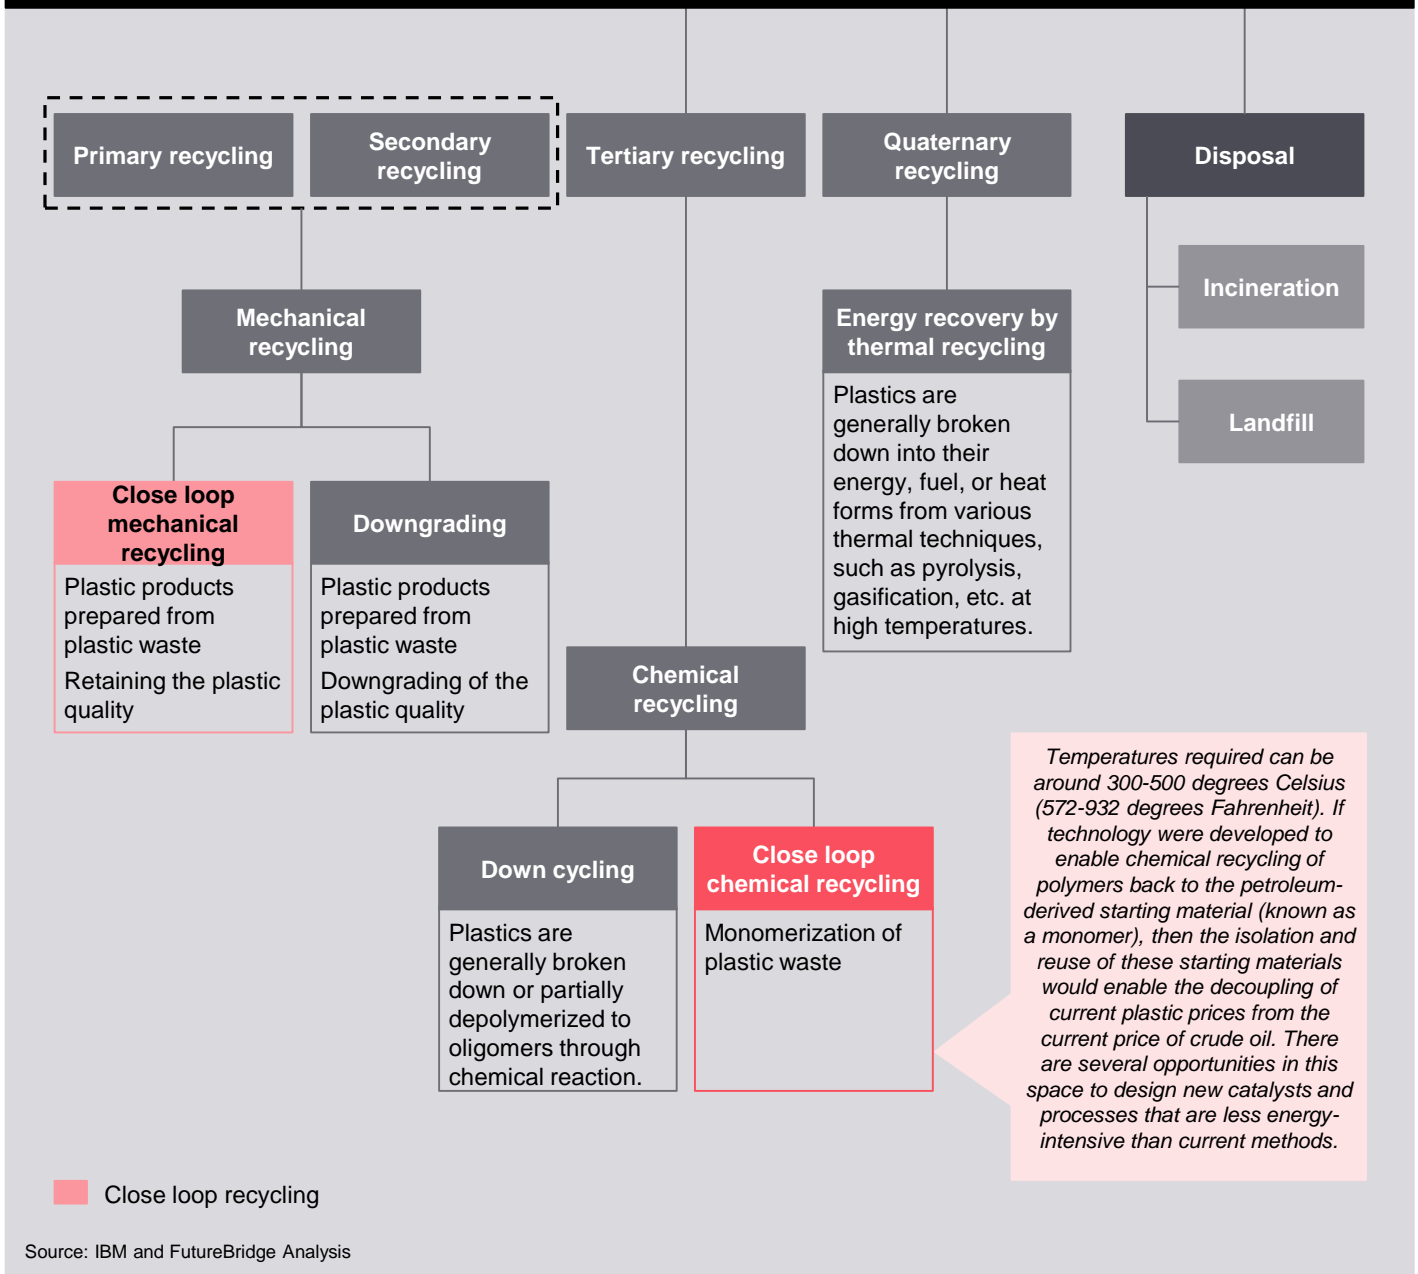 Primary recycling
Secondary
recycling
Tertiary recycling
Quaternary
recycling
Disposal
Incineration
Landfill
Mechanical
recycling
Energy recovery by
thermal recycling
Plastics are
generally broken
down into their
energy, fuel, or heat
forms from various
thermal techniques,
such as pyrolysis,
gasification, etc. at
high temperatures.
Close loop
mechanical
recycling
Plastic products
prepared from
plastic waste
Retaining the plastic
quality
Downgrading
Plastic products
prepared from
plastic waste
Downgrading of the
plastic quality
Chemical
recycling
Down cycling
Plastics are
generally broken
down or partially
depolymerized to
oligomers through
chemical reaction.
Close loop
chemical recycling
Monomerization of
plastic waste
Temperatures required can be
around 300-500 degrees Celsius
(572-932 degrees Fahrenheit). If
technology were developed to
enable chemical recycling of
polymers back to the petroleum-
derived starting material (known as
a monomer), then the isolation and
reuse of these starting materials
would enable the decoupling of
current plastic prices from the
current price of crude oil. There
are several opportunities in this
space to design new catalysts and
processes that are less energy-
intensive than current methods.
Close loop recycling
Source: IBM and FutureBridge Analysis